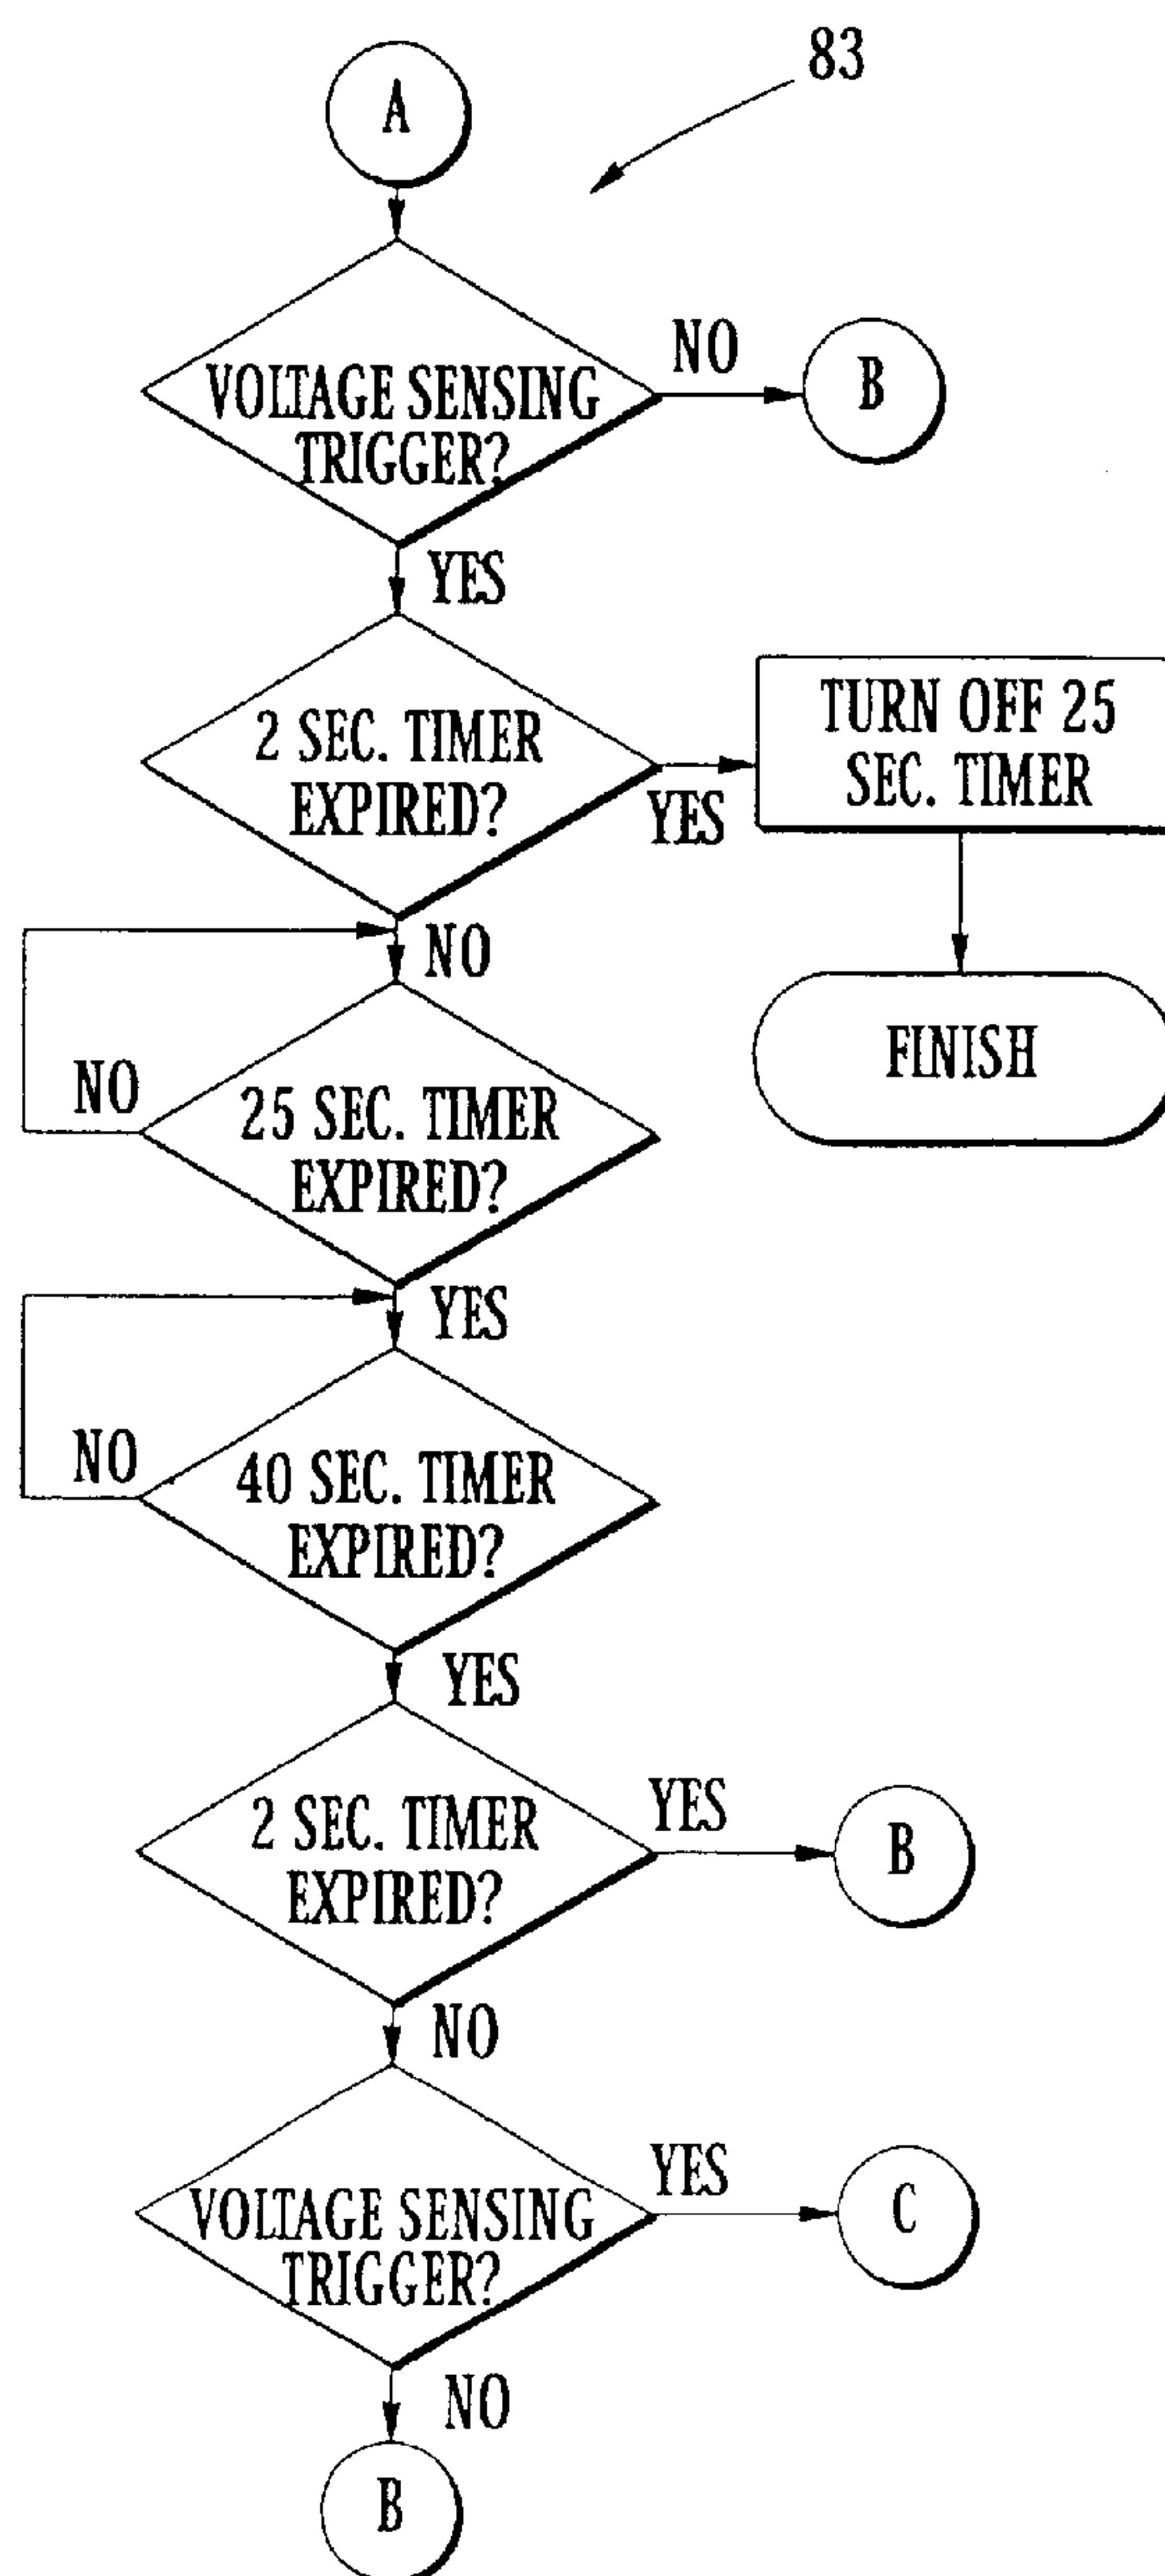 83
A
NO
B
VOLTAGE SENSING
TRIGGER?
YES
2 SEC. TIMER
EXPIRED?
YES
TURN OFF 25
SEC. TIMER
NO
FINISH
NO
25 SEC. TIMER
EXPIRED?
YES
NO
40 SEC. TIMER
EXPIRED?
YES
2 SEC. TIMER
EXPIRED?
YES
B
NO
VOLTAGE SENSING
TRIGGER?
YES
C
NO
B